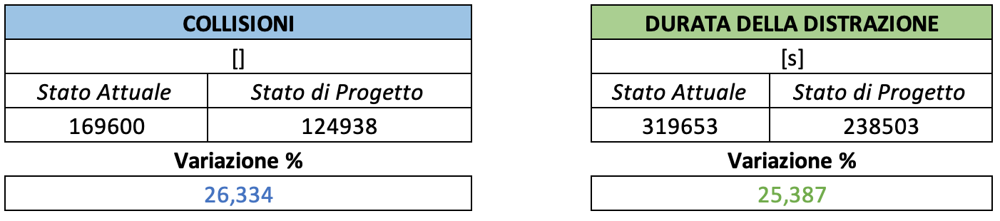 COLLISIONI
[]
Stato Attuale Stato di Progetto
169600 124938
Variazione %
26,334
DURATA DELLA DISTRAZIONE
[s]
Stato Attuale Stato di Progetto
319653 238503
Variazione %
25,387